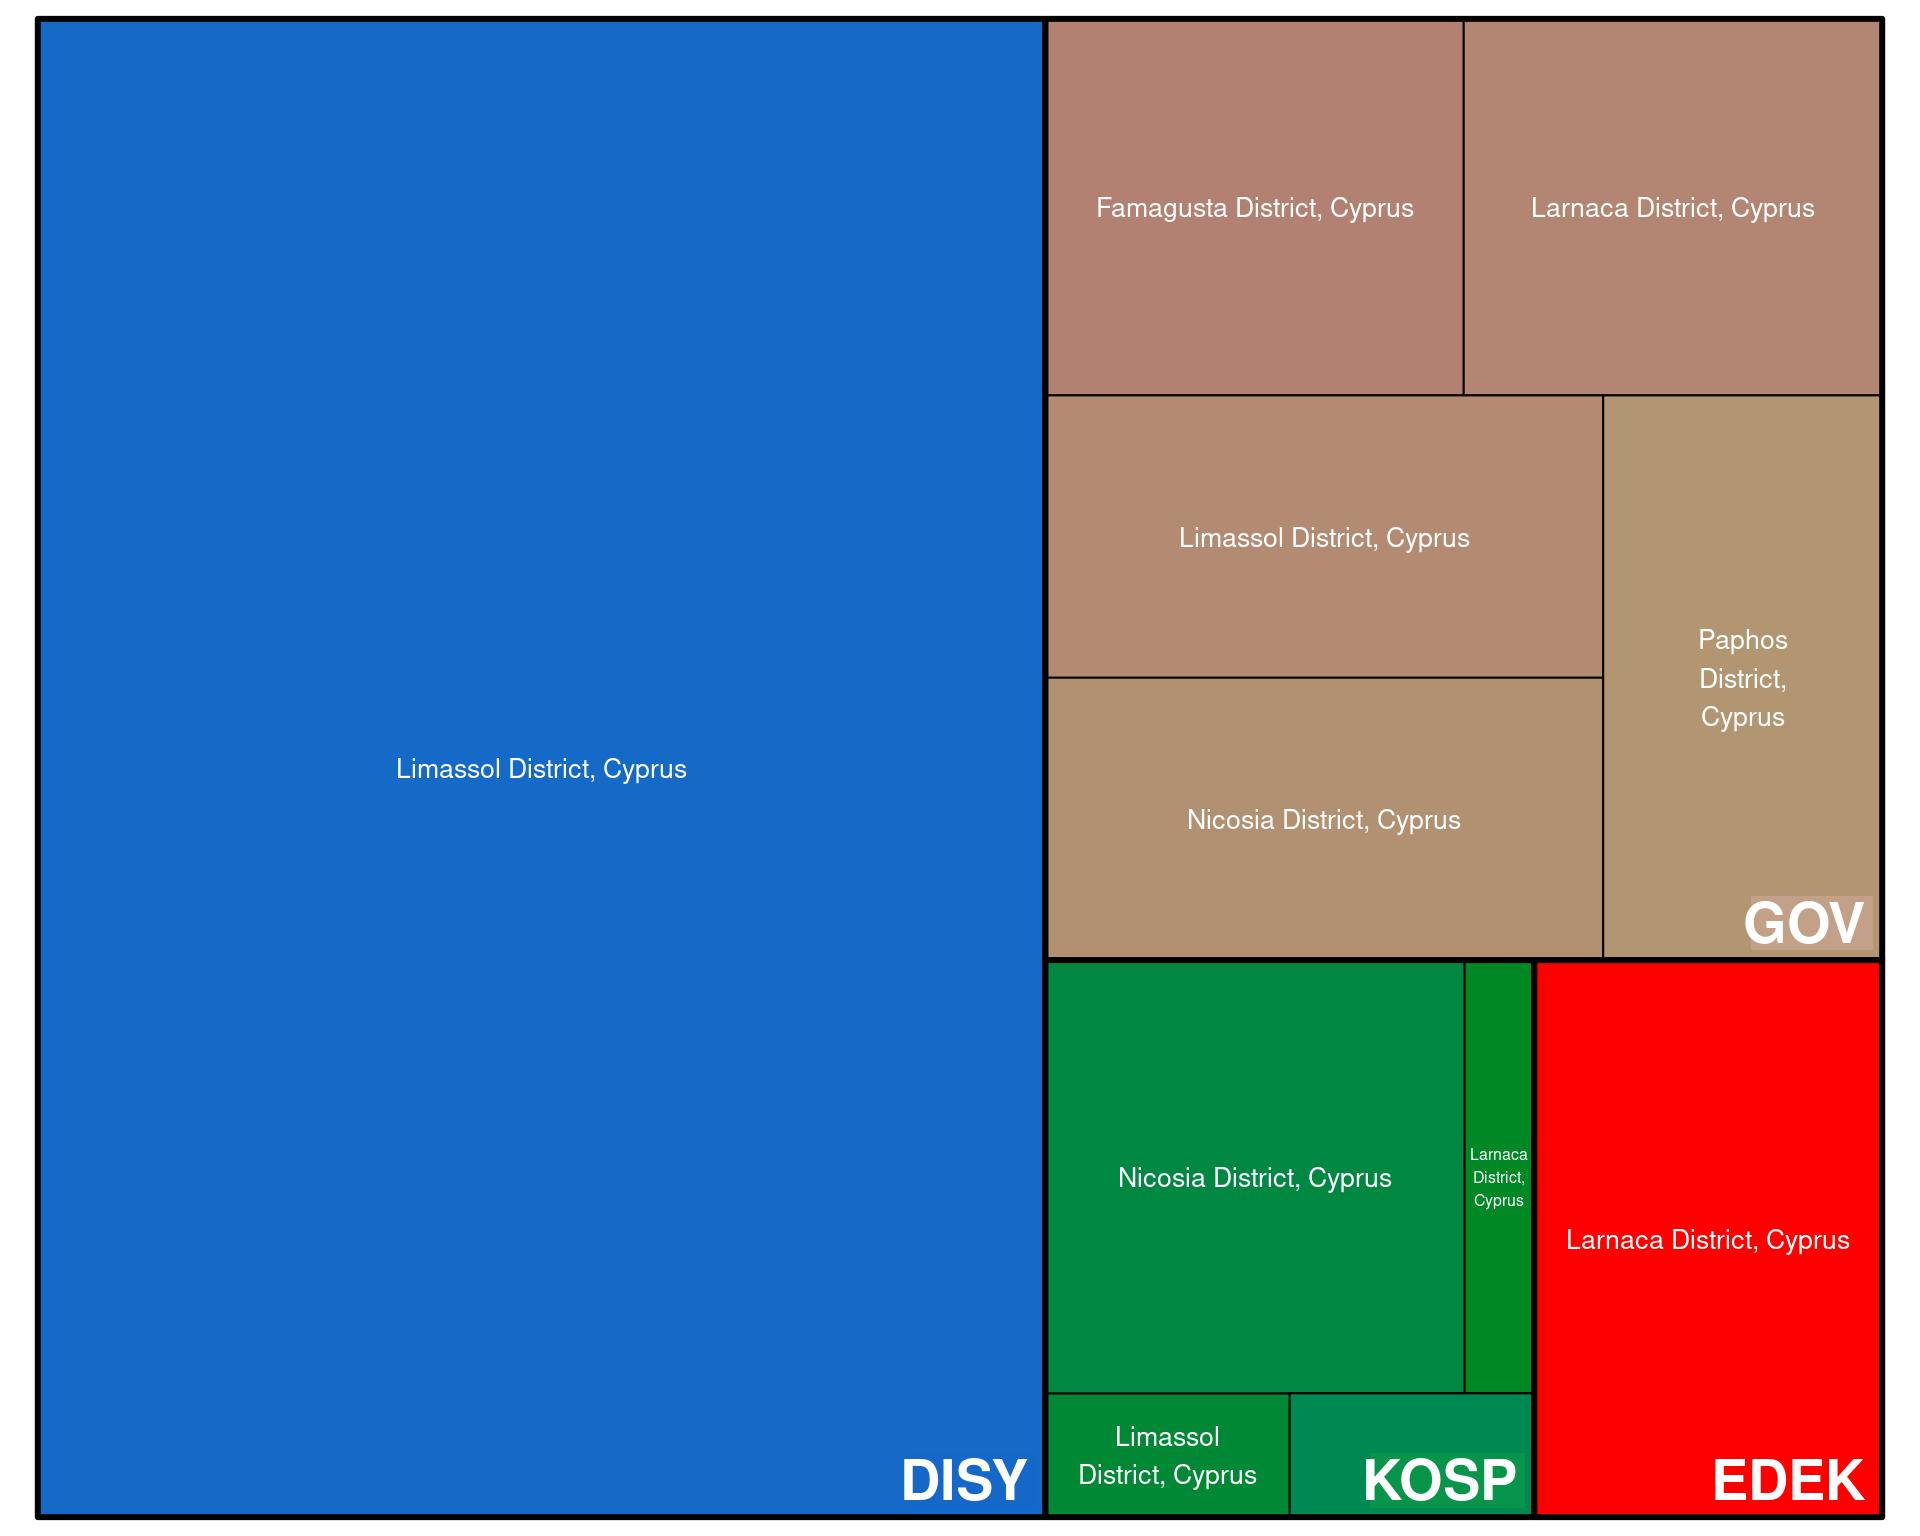 Limassol District, Cyprus
DISY
Famagusta District, Cyprus
Larnaca District, Cyprus
Limassol District, Cyprus
Nicosia District, Cyprus
Paphos
District,
Cyprus
GOV
Nicosia District, Cyprus
Larnaca
District,
Cyprus
Limassol
District, Cyprus
KOSP
Larnaca District, Cyprus
EDEK